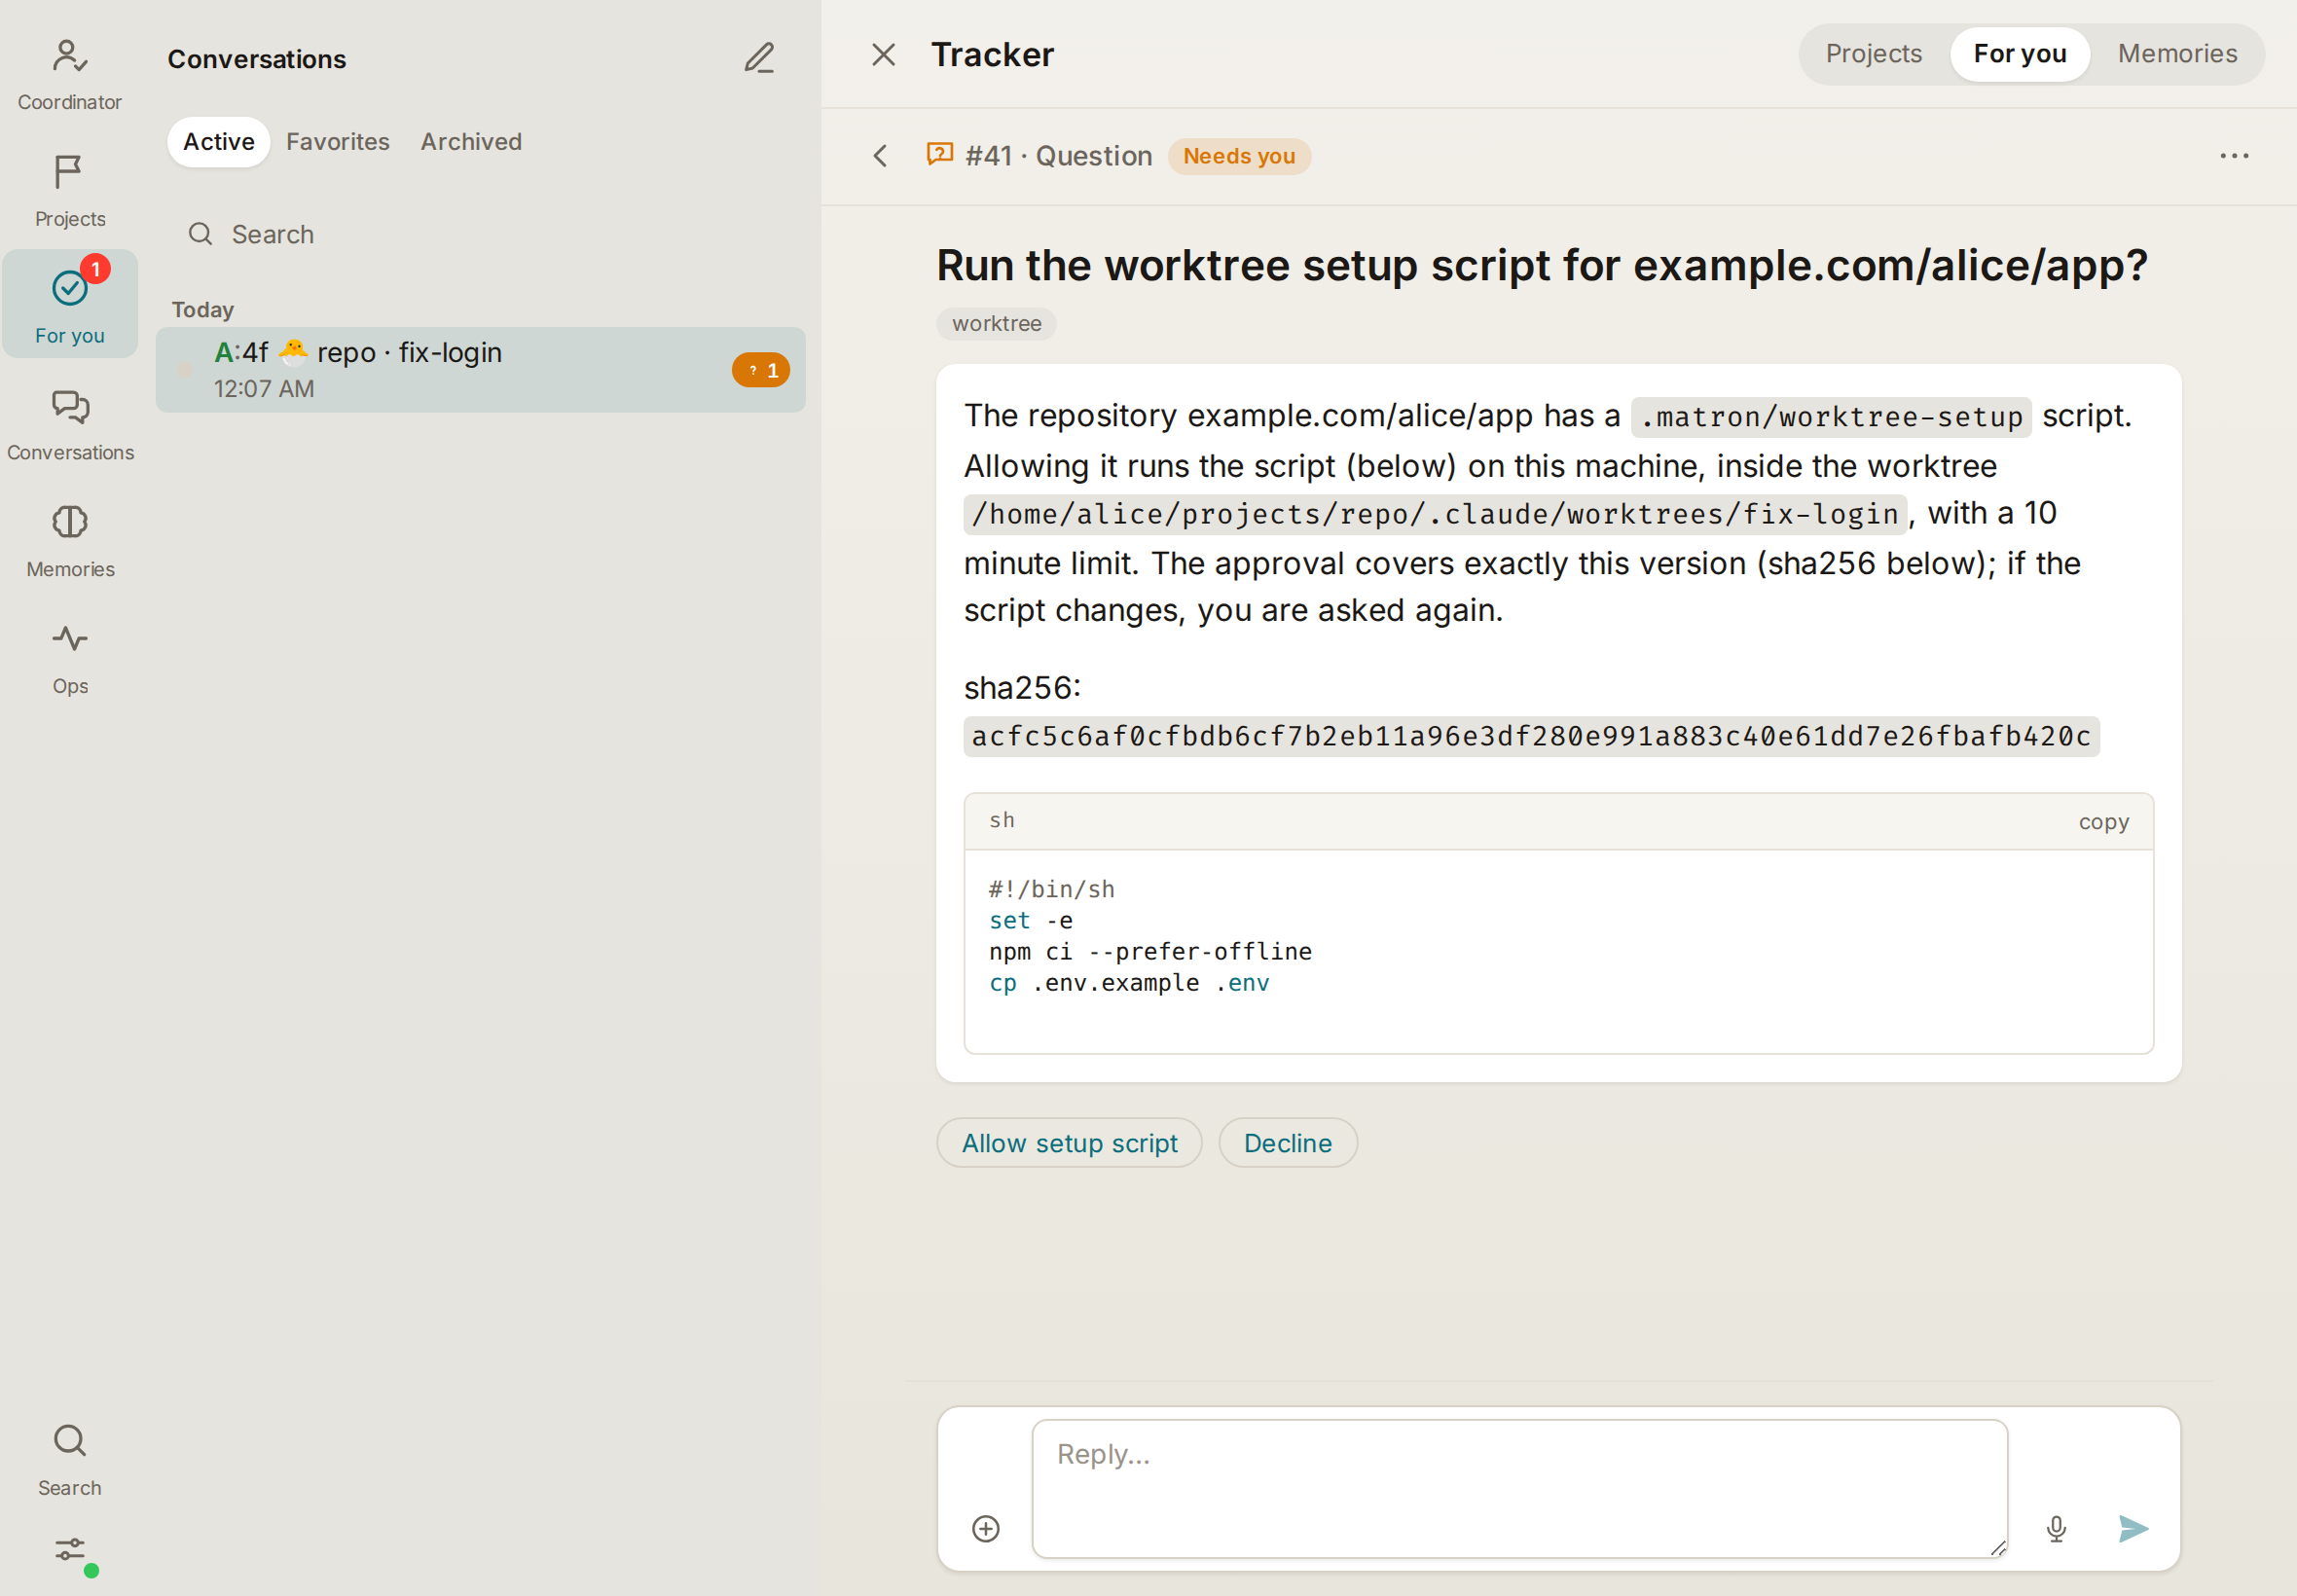 Coordinator
Projects
1
For you
Conversations
Memories
Ops
Search
Conversations
Active Favorites Archived
Search
Today
A:4f 🐣 repo · fix-login
12:07 AM
? 1
Tracker
Projects For you Memories
#41 · Question Needs you
Run the worktree setup script for example.com/alice/app?
worktree
The repository example.com/alice/app has a .matron/worktree-setup script.
Allowing it runs the script (below) on this machine, inside the worktree
/home/alice/projects/repo/.claude/worktrees/fix-login, with a 10
minute limit. The approval covers exactly this version (sha256 below); if the
script changes, you are asked again.
sha256:
acfc5c6af0cfbdb6cf7b2eb11a96e3df280e991a883c40e61dd7e26fbafb420c
sh copy
#!/bin/sh
set -e
npm ci --prefer-offline
cp .env.example .env
Allow setup script Decline
Reply...